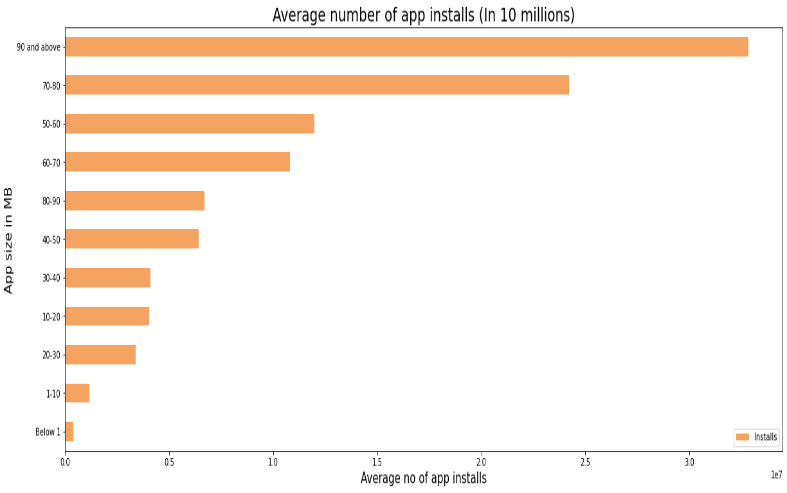 Average number of app installs (In 10 millions)
App size in MB
90 and above
70-80
50-60
60-70
80-90
40-50
30-40
10-20
20-30
1-10
Below 1
Installs
0.0 0.5 1.0 1.5 2.0 2.5 3.0
1e7
Average no of app installs